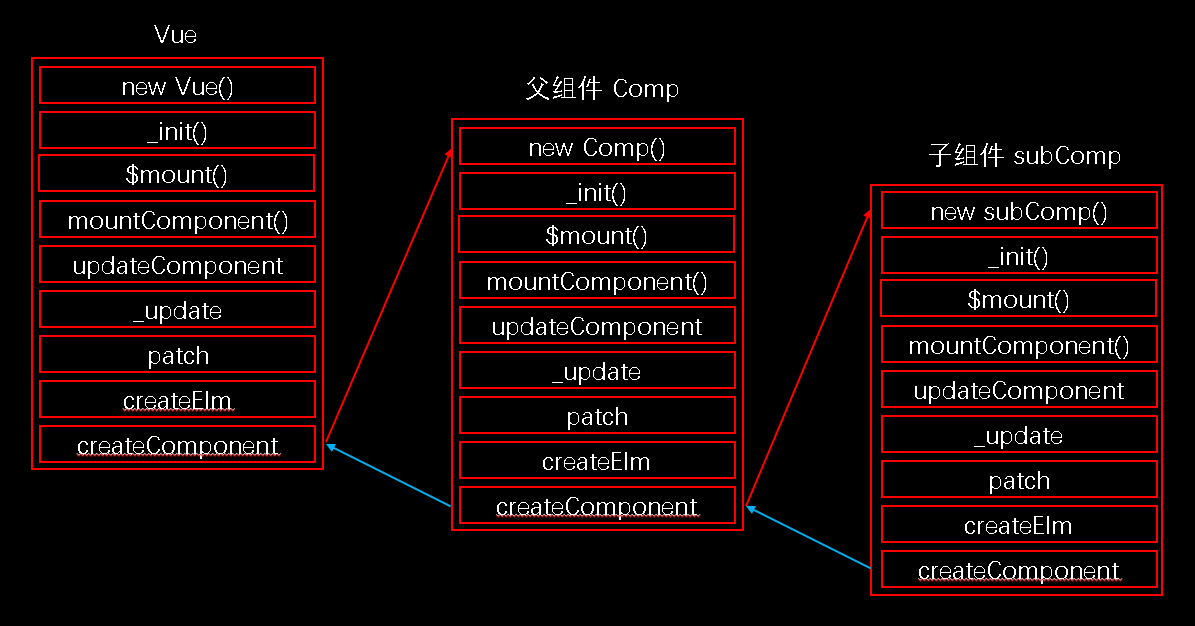 Vue
new Vue()
_init()
$mount()
mountComponent()
updateComponent
_update
patch
createElm
createComponent
父组件 Comp
new Comp()
_init()
$mount()
mountComponent()
updateComponent
_update
patch
createElm
createComponent
子组件 subComp
new subComp()
_init()
$mount()
mountComponent()
updateComponent
_update
patch
createElm
createComponent